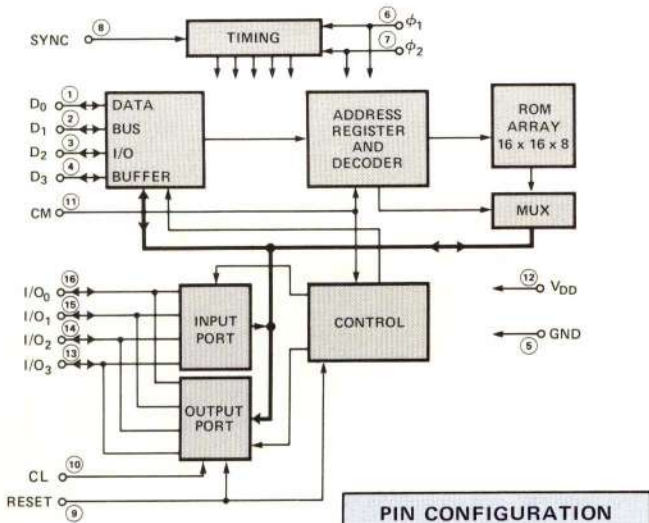 SYNC
8
TIMING
6
ϕ1
7
ϕ2
D0
1
D1
2
D2
3
D3
4
DATA
BUS
I/O
BUFFER
ADDRESS
REGISTER
AND
DECODER
ROM
ARRAY
16 x 16 x 8
MUX
CM
11
I/O0
16
I/O1
15
I/O2
14
I/O3
13
INPUT
PORT
CONTROL
12
VDD
GND
5
OUTPUT
PORT
CL
10
RESET
9
PIN CONFIGURATION